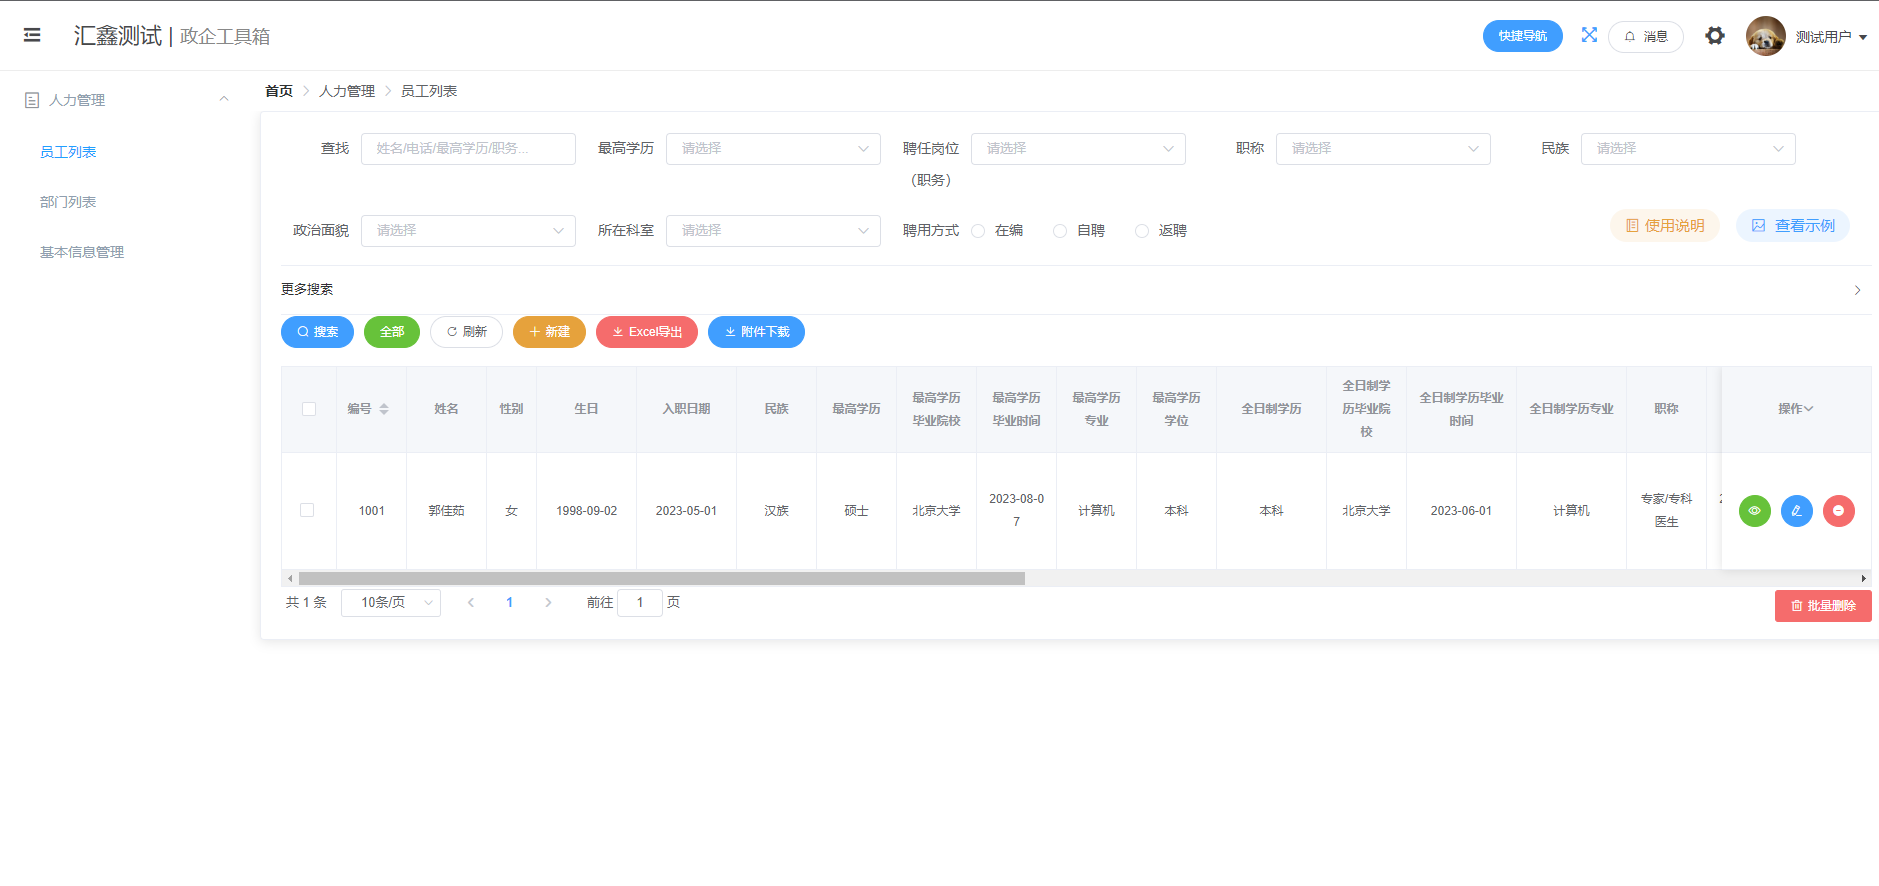 汇鑫测试 | 政企工具箱
快捷导航
消息
测试用户
人力管理
员工列表
部门列表
基本信息管理
首页 > 人力管理 > 员工列表
查找 姓名/电话/最高学历/职务... 最高学历 请选择 聘任岗位（职务） 请选择 职称 请选择 民族 请选择
政治面貌 请选择 所在科室 请选择 聘用方式 在编 自聘 返聘
使用说明 查看示例
更多搜索
搜索 全部 刷新 新建 Excel导出 附件下载
编号 姓名 性别 生日 入职日期 民族 最高学历 最高学历毕业院校 最高学历毕业时间 最高学历专业 最高学历学位 全日制学历 全日制学历毕业院校 全日制学历毕业时间 全日制学历专业 职称 操作
1001 郭佳茹 女 1998-09-02 2023-05-01 汉族 硕士 北京大学 2023-08-07 计算机 本科 本科 北京大学 2023-06-01 计算机 专家/专科医生
共 1 条 10条/页 1 前往 1 页
批量删除